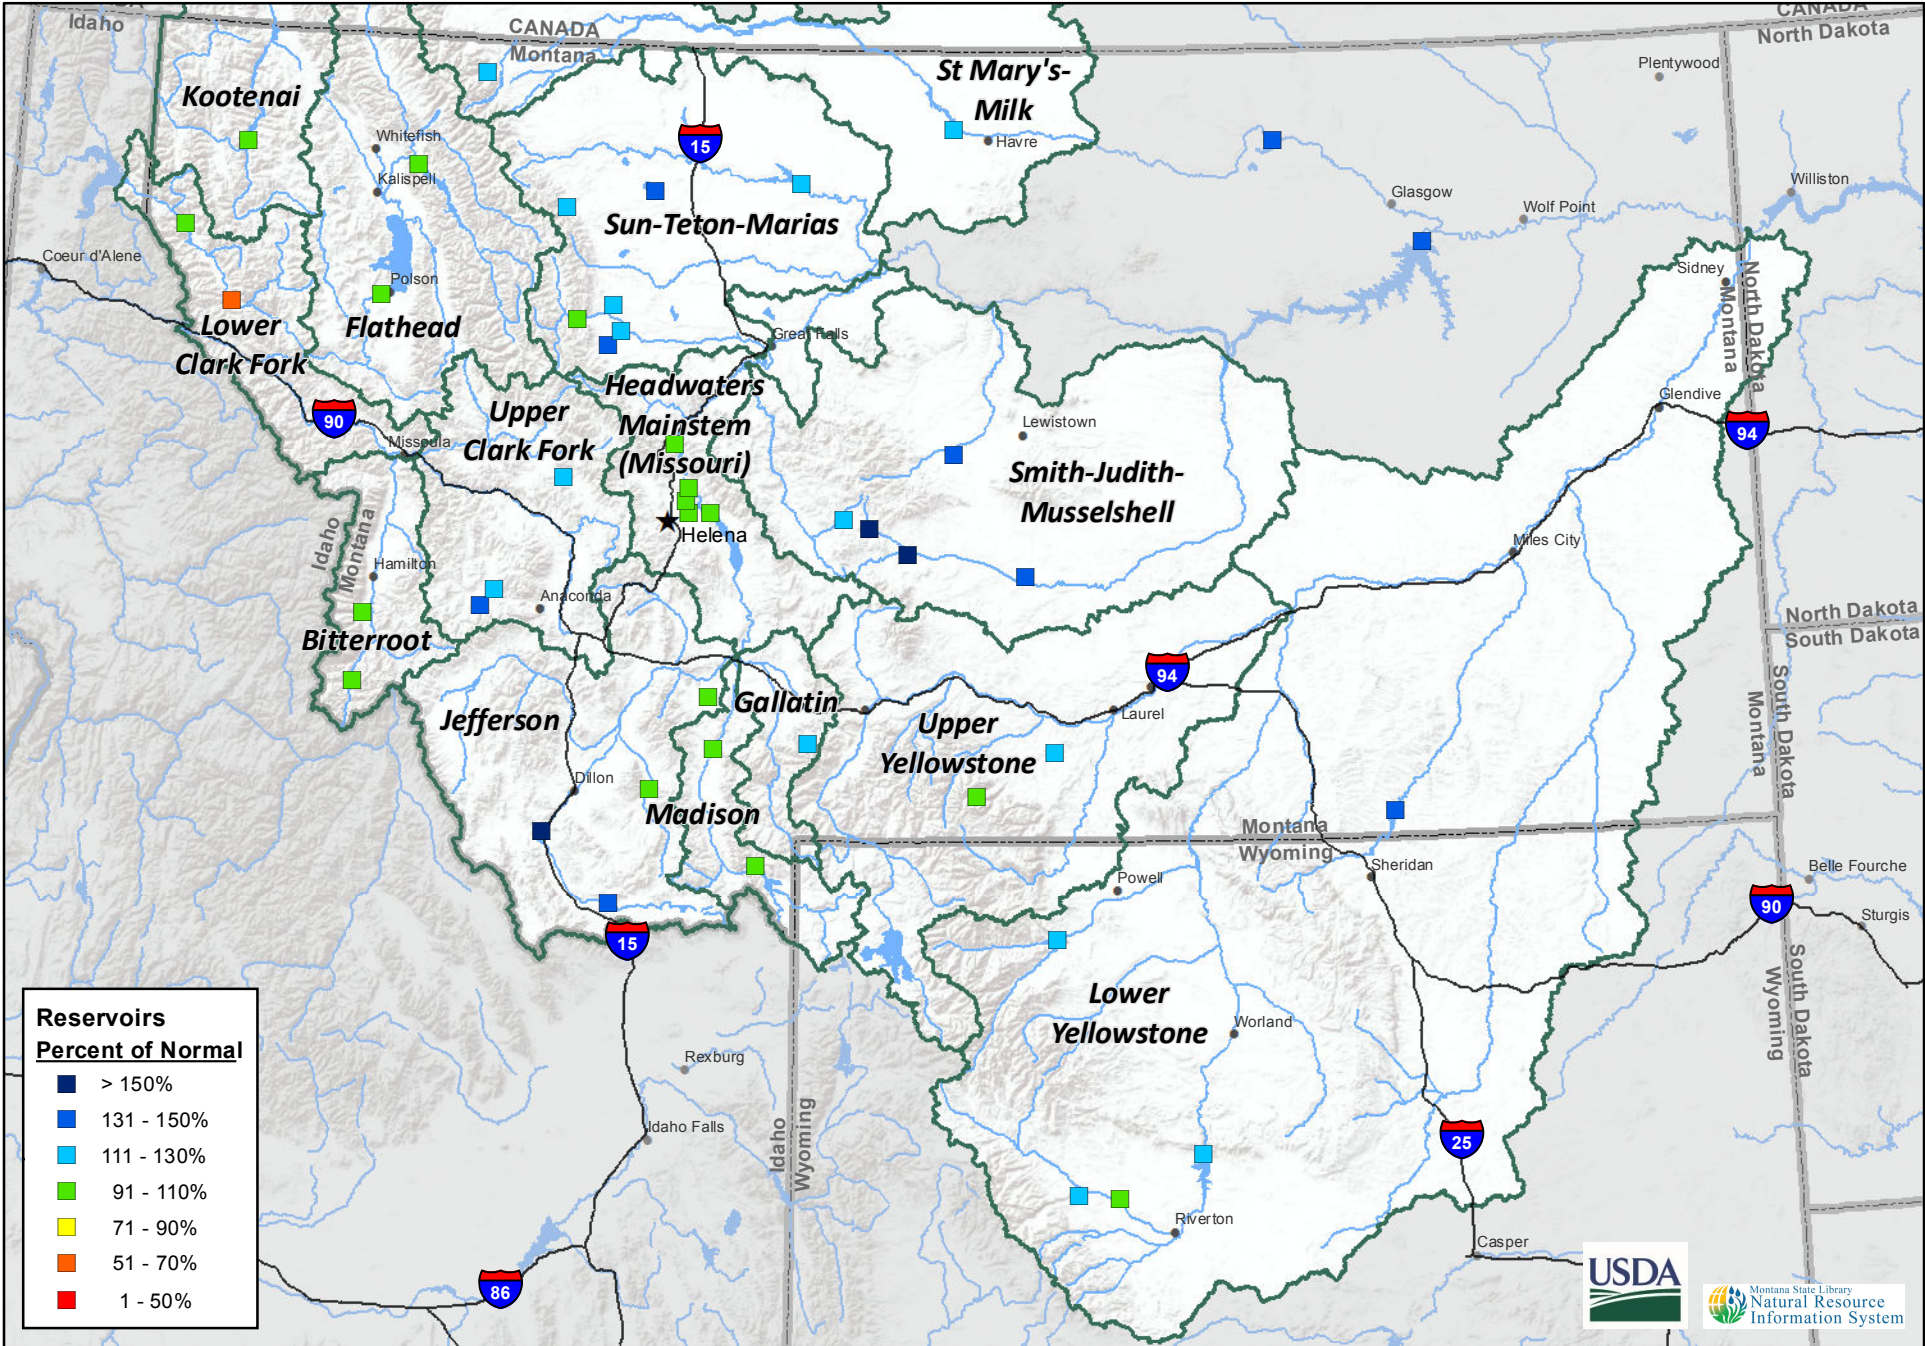 Idaho
CANADA
Montana
CANADA
North Dakota
Kootenai
St Mary's-
Milk
Plentywood
Whitefish
Kalispell
15
Havre
Glasgow
Wolf Point
Williston
Sun-Teton-Marias
Coeur d'Alene
Polson
Sidney
Montana
North Dakota
Lower
Clark Fork
Flathead
Great Falls
Headwaters
Mainstem
(Missouri)
Upper
Clark Fork
90
Missoula
Lewistown
Glendive
94
Smith-Judith-
Musselshell
Helena
Miles City
Idaho
Montana
Hamilton
Anaconda
Bitterroot
North Dakota
South Dakota
94
Jefferson
Gallatin
Laurel
Upper
Yellowstone
Montana
South Dakota
Dillon
Madison
Montana
Wyoming
Sheridan
Powell
Belle Fourche
90
Sturgis
15
Lower
Yellowstone
Worland
Wyoming
South Dakota
Rexburg
Idaho Falls
Idaho
Wyoming
25
Riverton
Casper
86
Reservoirs
Percent of Normal
> 150%
131 - 150%
111 - 130%
91 - 110%
71 - 90%
51 - 70%
1 - 50%
USDA
Montana State Library
Natural Resource
Information System